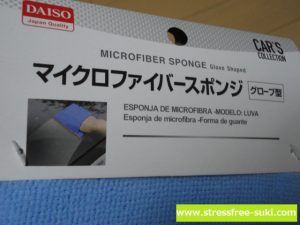 DAISO
Japan Quality
CAR'S
COLLECTION
MICROFIBER SPONGE Glove Shaped
マイクロファイバースポンジ グローブ型
ESPONJA DE MICROFIBRA -MODELO: LUVA
Esponja de microfibra -Forma de guante
www.stressfree-suki.com